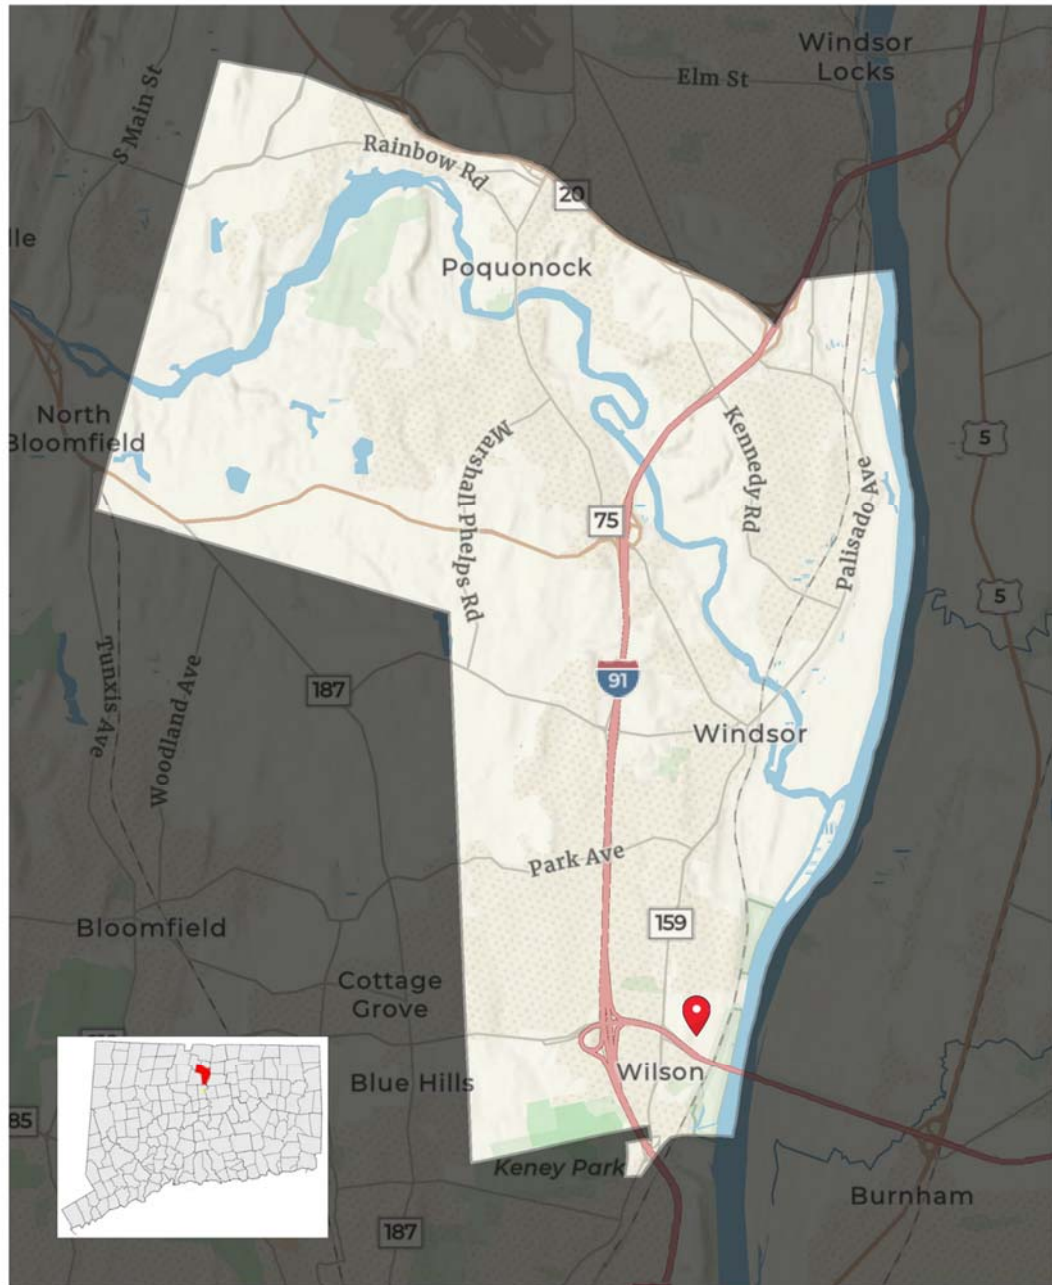 Windsor
Locks
Elm St
S Main St
Rainbow Rd
20
lle
Poquonock
North
Bloomfield
5
Marshall Phelps Rd
Kennedy Rd
75
Palisado Ave
5
Tunxis Ave
Woodland Ave
187
91
Windsor
Park Ave
159
Bloomfield
Cottage
Grove
Wilson
Blue Hills
85
Keney Park
Burnham
187